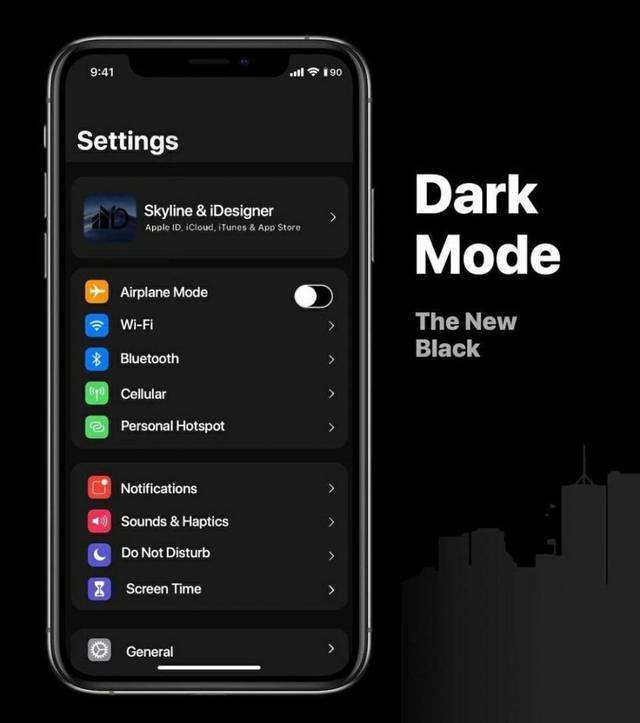 9:41
90
Settings
Skyline & iDesigner
Apple ID, iCloud, iTunes & App Store
Airplane Mode
Wi-Fi
Bluetooth
Cellular
Personal Hotspot
Notifications
Sounds & Haptics
Do Not Disturb
Screen Time
General
Dark
Mode
The New
Black